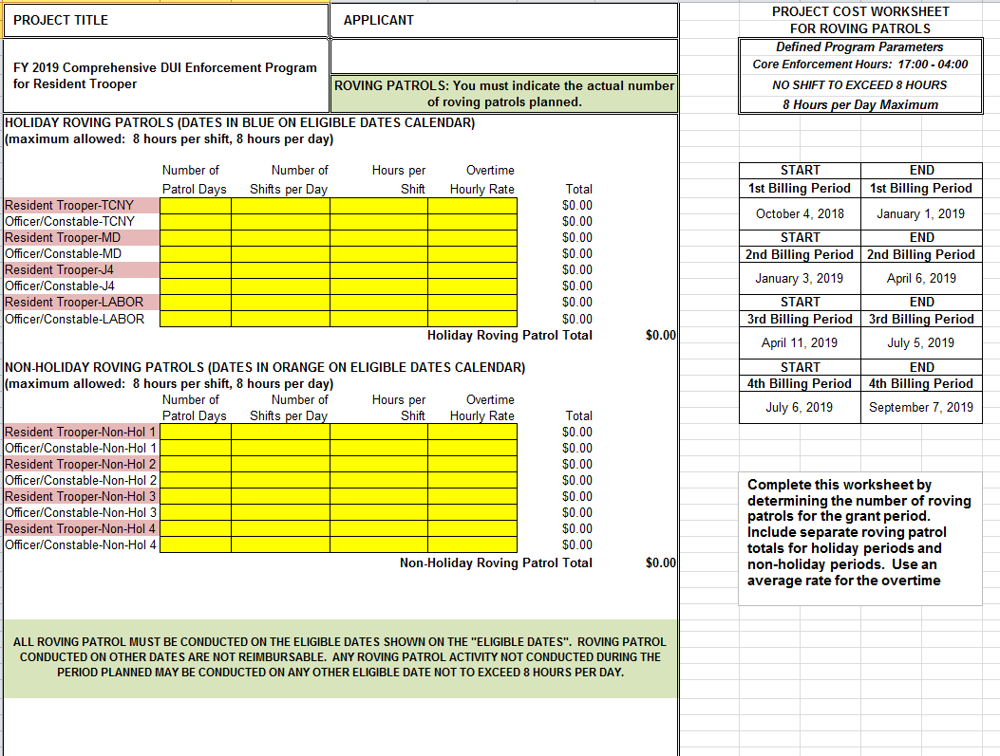 PROJECT TITLE
APPLICANT
FY 2019 Comprehensive DUI Enforcement Program
for Resident Trooper
ROVING PATROLS: You must indicate the actual number
of roving patrols planned.
HOLIDAY ROVING PATROLS (DATES IN BLUE ON ELIGIBLE DATES CALENDAR)
(maximum allowed:  8 hours per shift, 8 hours per day)
Number of Number of Hours per Overtime
Patrol Days Shifts per Day Shift Hourly Rate Total
Resident Trooper-TCNY $0.00
Officer/Constable-TCNY $0.00
Resident Trooper-MD $0.00
Officer/Constable-MD $0.00
Resident Trooper-J4 $0.00
Officer/Constable-J4 $0.00
Resident Trooper-LABOR $0.00
Officer/Constable-LABOR $0.00
Holiday Roving Patrol Total $0.00
NON-HOLIDAY ROVING PATROLS (DATES IN ORANGE ON ELIGIBLE DATES CALENDAR)
(maximum allowed:  8 hours per shift, 8 hours per day)
Number of Number of Hours per Overtime
Patrol Days Shifts per Day Shift Hourly Rate Total
Resident Trooper-Non-Hol 1 $0.00
Officer/Constable-Non-Hol 1 $0.00
Resident Trooper-Non-Hol 2 $0.00
Officer/Constable-Non-Hol 2 $0.00
Resident Trooper-Non-Hol 3 $0.00
Officer/Constable-Non-Hol 3 $0.00
Resident Trooper-Non-Hol 4 $0.00
Officer/Constable-Non-Hol 4 $0.00
Non-Holiday Roving Patrol Total $0.00
ALL ROVING PATROL MUST BE CONDUCTED ON THE ELIGIBLE DATES SHOWN ON THE "ELIGIBLE DATES".  ROVING PATROL
CONDUCTED ON OTHER DATES ARE NOT REIMBURSABLE.  ANY ROVING PATROL ACTIVITY NOT CONDUCTED DURING THE
PERIOD PLANNED MAY BE CONDUCTED ON ANY OTHER ELIGIBLE DATE NOT TO EXCEED 8 HOURS PER DAY.
PROJECT COST WORKSHEET
FOR ROVING PATROLS
Defined Program Parameters
Core Enforcement Hours:  17:00 - 04:00
NO SHIFT TO EXCEED 8 HOURS
8 Hours per Day Maximum
START END
1st Billing Period 1st Billing Period
October 4, 2018 January 1, 2019
START END
2nd Billing Period 2nd Billing Period
January 3, 2019 April 6, 2019
START END
3rd Billing Period 3rd Billing Period
April 11, 2019 July 5, 2019
START END
4th Billing Period 4th Billing Period
July 6, 2019 September 7, 2019
Complete this worksheet by
determining the number of roving
patrols for the grant period.
Include separate roving patrol
totals for holiday periods and
non-holiday periods.  Use an
average rate for the overtime